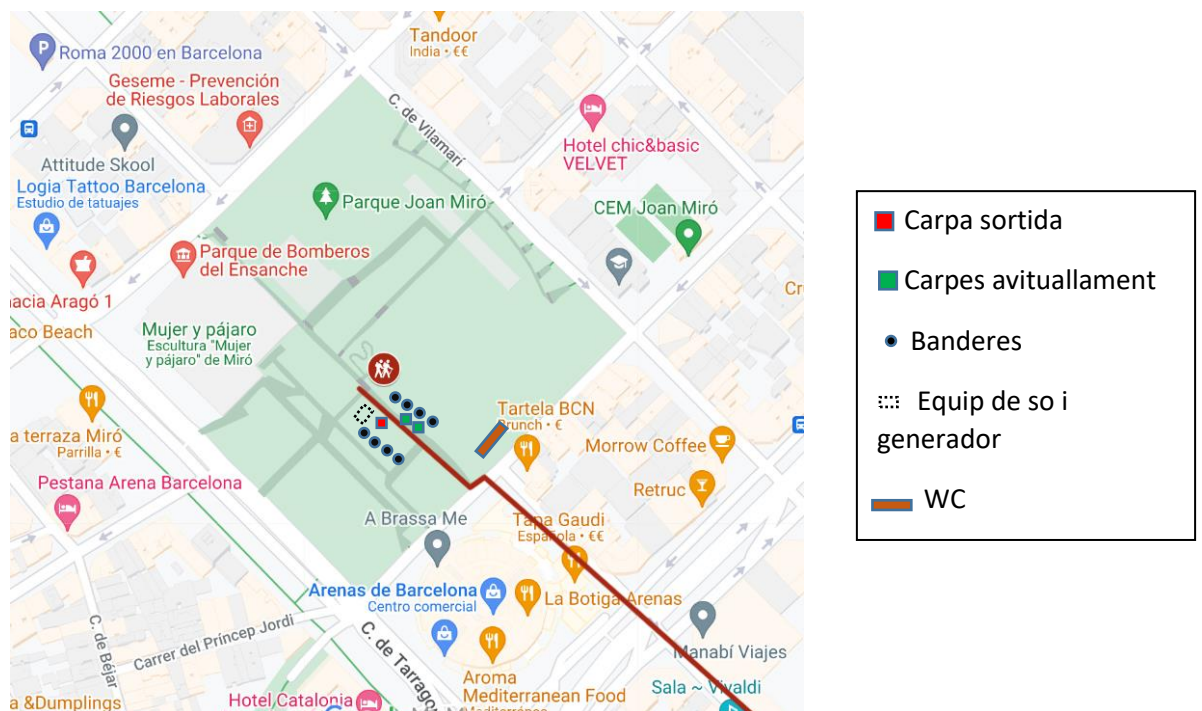 Tandoor
India • €€
P
Roma 2000 en Barcelona
Geseme - Prevención
de Riesgos Laborales
C. de Vilamarí
Hotel chic&basic
VELVET
Attitude Skool
Logia Tattoo Barcelona
Estudio de tatuajes
Parque Joan Miró
CEM Joan Miró
Parque de Bomberos
del Ensanche
acia Aragó 1
aco Beach
Mujer y pájaro
Escultura "Mujer
y pájaro" de Miró
Tartela BCN
Brunch • €
a terraza Miró
Parrilla • €
Morrow Coffee
Pestana Arena Barcelona
Retruc
A Brassa Me
Tapa Gaudi
Española • €€
Arenas de Barcelona
Centro comercial
La Botiga Arenas
C. de Béjar
Carrer del Príncep Jordi
C. de Tarrago
Manabí Viajes
Aroma
Mediterranean Food
Sala ~ Vivaldi
a &Dumplings
Hotel Catalonia
Carpa sortida
Carpes avituallament
Banderes
Equip de so i
generador
WC